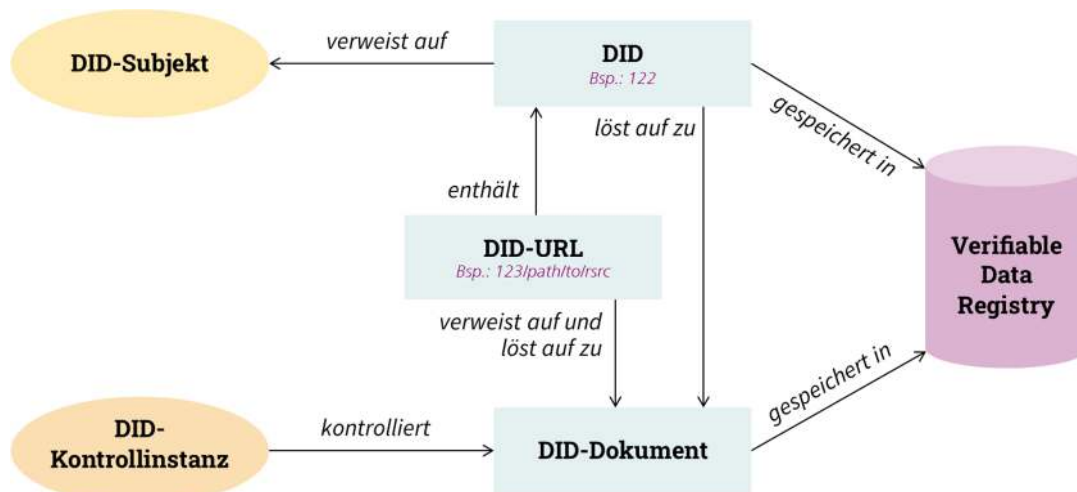 verweist auf
DID-Subjekt
DID
Bsp.: 122
löst auf zu
gespeichert in
enthält
DID-URL
Bsp.: 123/path/to/rsrc
Verifiable
Data
Registry
verweist auf und
löst auf zu
gespeichert in
DID-
Kontrollinstanz
kontrolliert
DID-Dokument